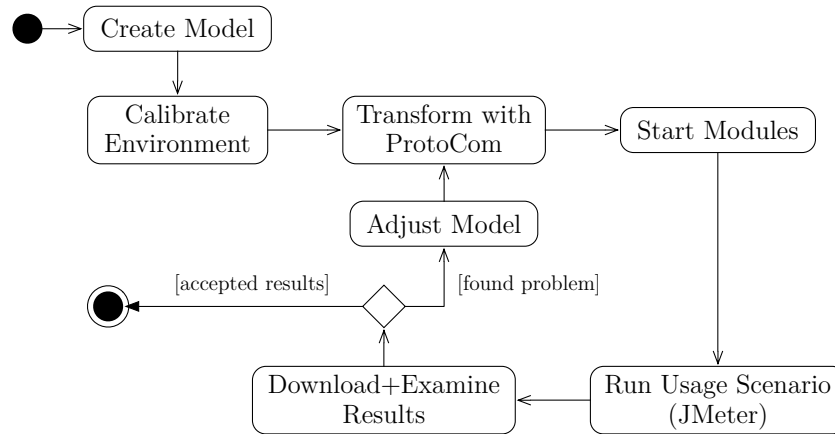 Create Model
Calibrate
Environment
Transform with
ProtoCom
Start Modules
Adjust Model
[accepted results]
[found problem]
Download+Examine
Results
Run Usage Scenario
(JMeter)